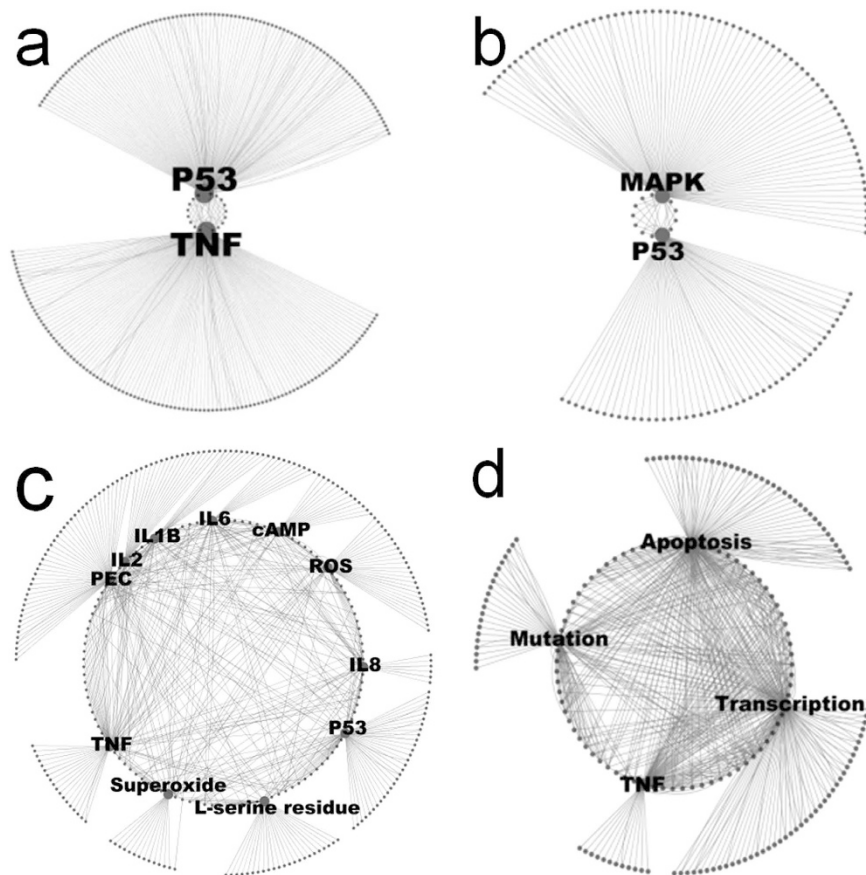 a
b
P53
TNF
MAPK
P53
c
d
IL6
cAMP
IL1B
IL2
PEC
ROS
IL8
P53
TNF
Superoxide
L-serine residue
Apoptosis
Mutation
Transcription
TNF